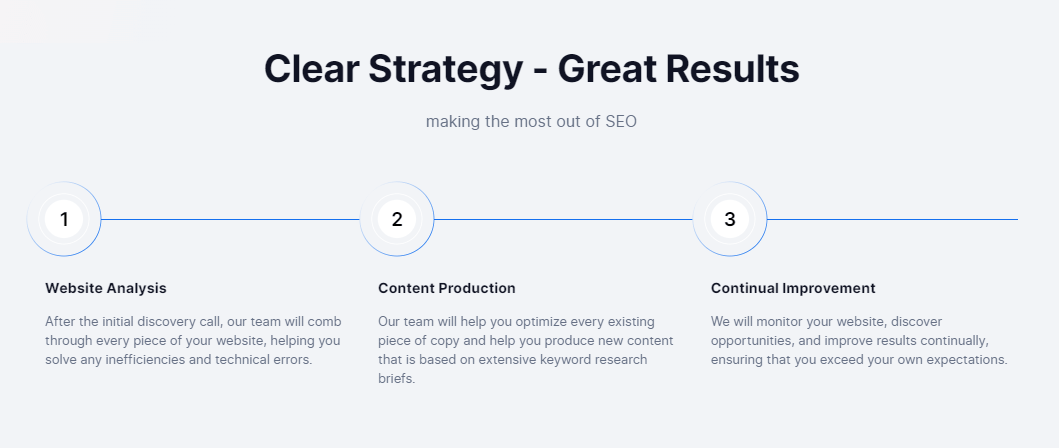 Clear Strategy - Great Results
making the most out of SEO
1
2
3
Website Analysis
After the initial discovery call, our team will comb
through every piece of your website, helping you
solve any inefficiencies and technical errors.
Content Production
Our team will help you optimize every existing
piece of copy and help you produce new content
that is based on extensive keyword research
briefs.
Continual Improvement
We will monitor your website, discover
opportunities, and improve results continually,
ensuring that you exceed your own expectations.